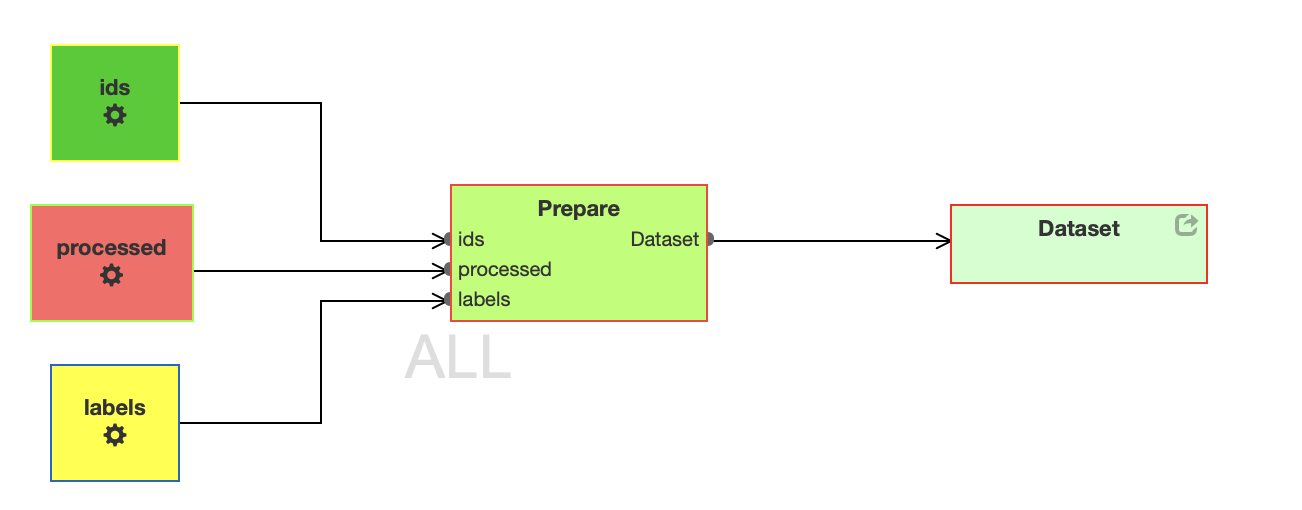 ids
processed
labels
Prepare
ids
Dataset
processed
labels
ALL
Dataset